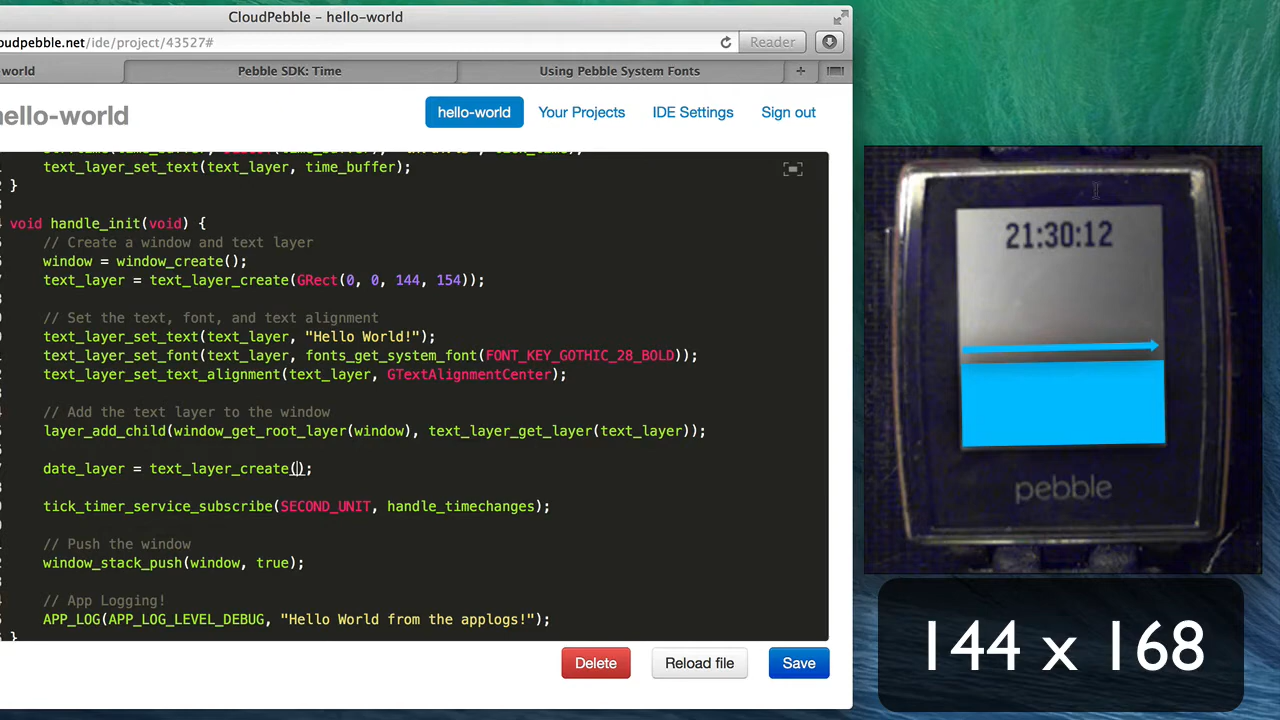 CloudPebble – hello-world
oudpebble.net/ide/project/43527#
Reader
world
Pebble SDK: Time
Using Pebble System Fonts
+
ello-world
hello-world
Your Projects
IDE Settings
Sign out
text_layer_set_text(text_layer, time_buffer);
}
void handle_init(void) {
// Create a window and text layer
window = window_create();
text_layer = text_layer_create(GRect(0, 0, 144, 154));
// Set the text, font, and text alignment
text_layer_set_text(text_layer, "Hello World!");
text_layer_set_font(text_layer, fonts_get_system_font(FONT_KEY_GOTHIC_28_BOLD));
text_layer_set_text_alignment(text_layer, GTextAlignmentCenter);
// Add the text layer to the window
layer_add_child(window_get_root_layer(window), text_layer_get_layer(text_layer));
date_layer = text_layer_create();
tick_timer_service_subscribe(SECOND_UNIT, handle_timechanges);
// Push the window
window_stack_push(window, true);
// App Logging!
APP_LOG(APP_LOG_LEVEL_DEBUG, "Hello World from the applogs!");
}
Delete
Reload file
Save
21:30:12
pebble
144 x 168